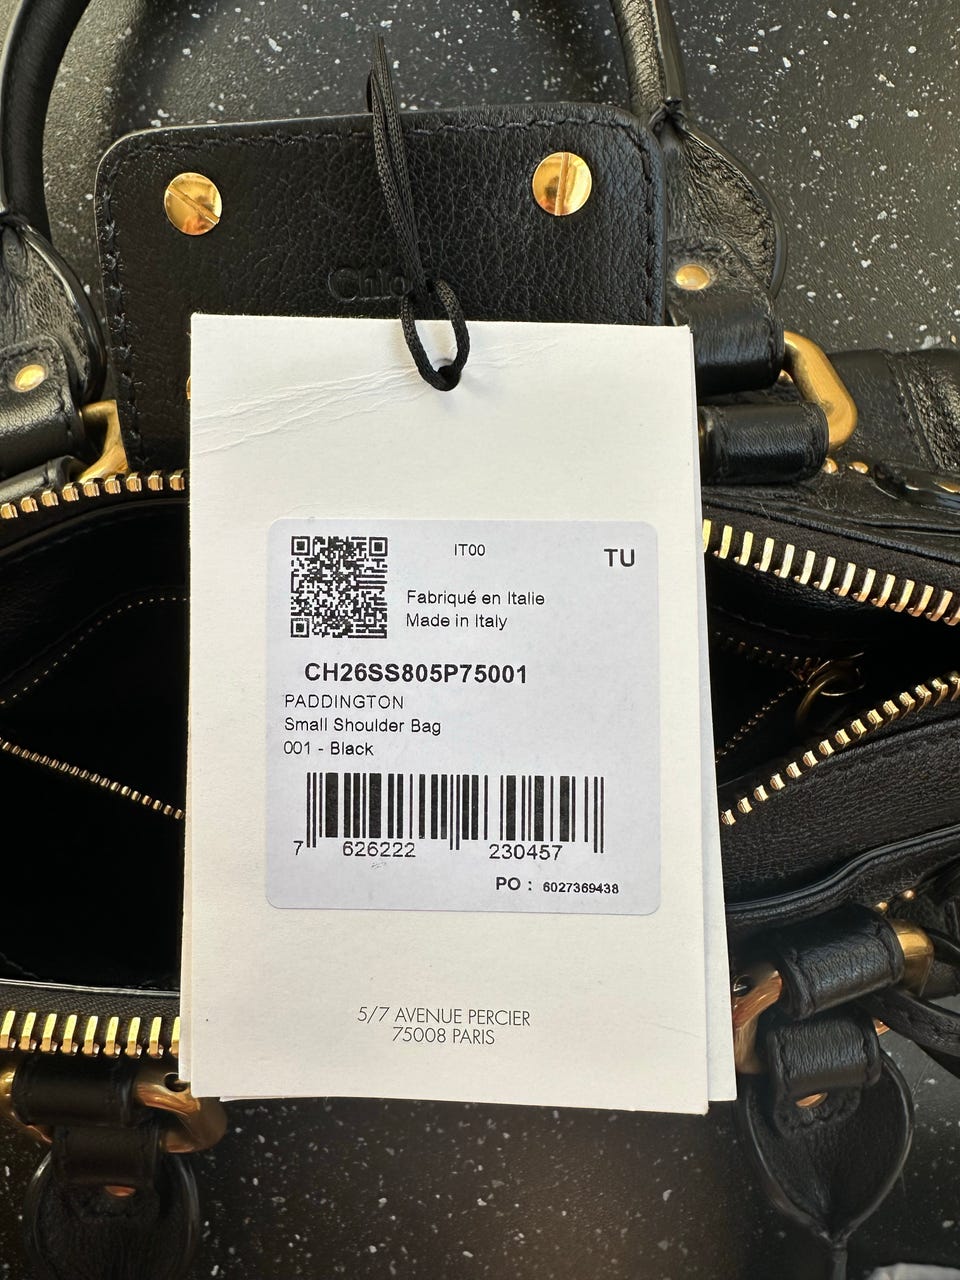 Chlo
IT00
TU
Fabriqué en Italie
Made in Italy
CH26SS805P75001
PADDINGTON
Small Shoulder Bag
001 - Black
7 626222 230457
PO : 6027369438
5/7 AVENUE PERCIER
75008 PARIS